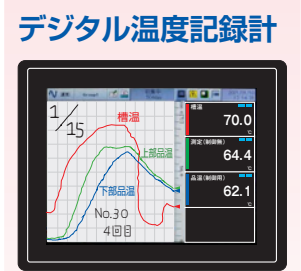 デジタル温度記録計
1/15
槽温
上部品温
下部品温
No.30
4回目
槽温
70.0
℃
測定(制御無)
64.4
℃
品温(制御用)
62.1
℃